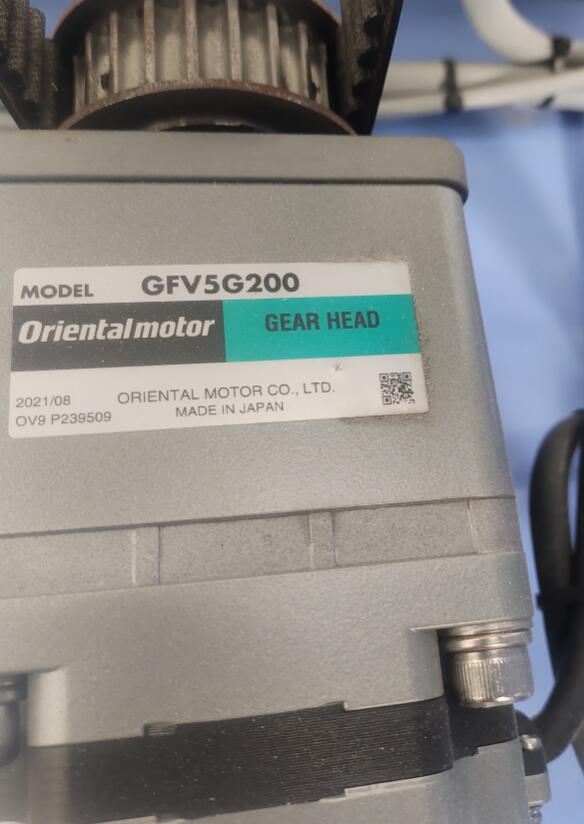 MODEL GFV5G200
Orientalmotor GEAR HEAD
2021/08 ORIENTAL MOTOR CO., LTD.
OV9 P239509 MADE IN JAPAN